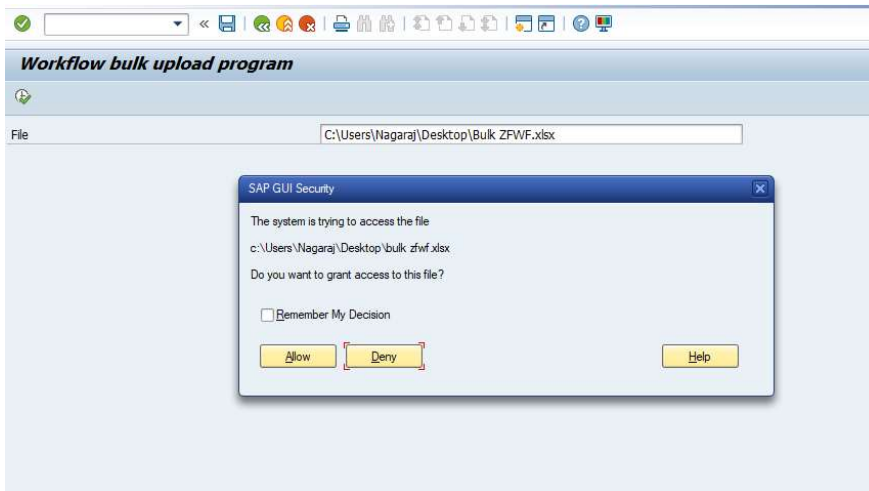 Workflow bulk upload program
File C:\Users\Nagaraj\Desktop\Bulk ZFWF.xlsx
SAP GUI Security
The system is trying to access the file
c:\Users\Nagaraj\Desktop\bulk zfwf.xlsx
Do you want to grant access to this file?
Remember My Decision
Allow Deny Help